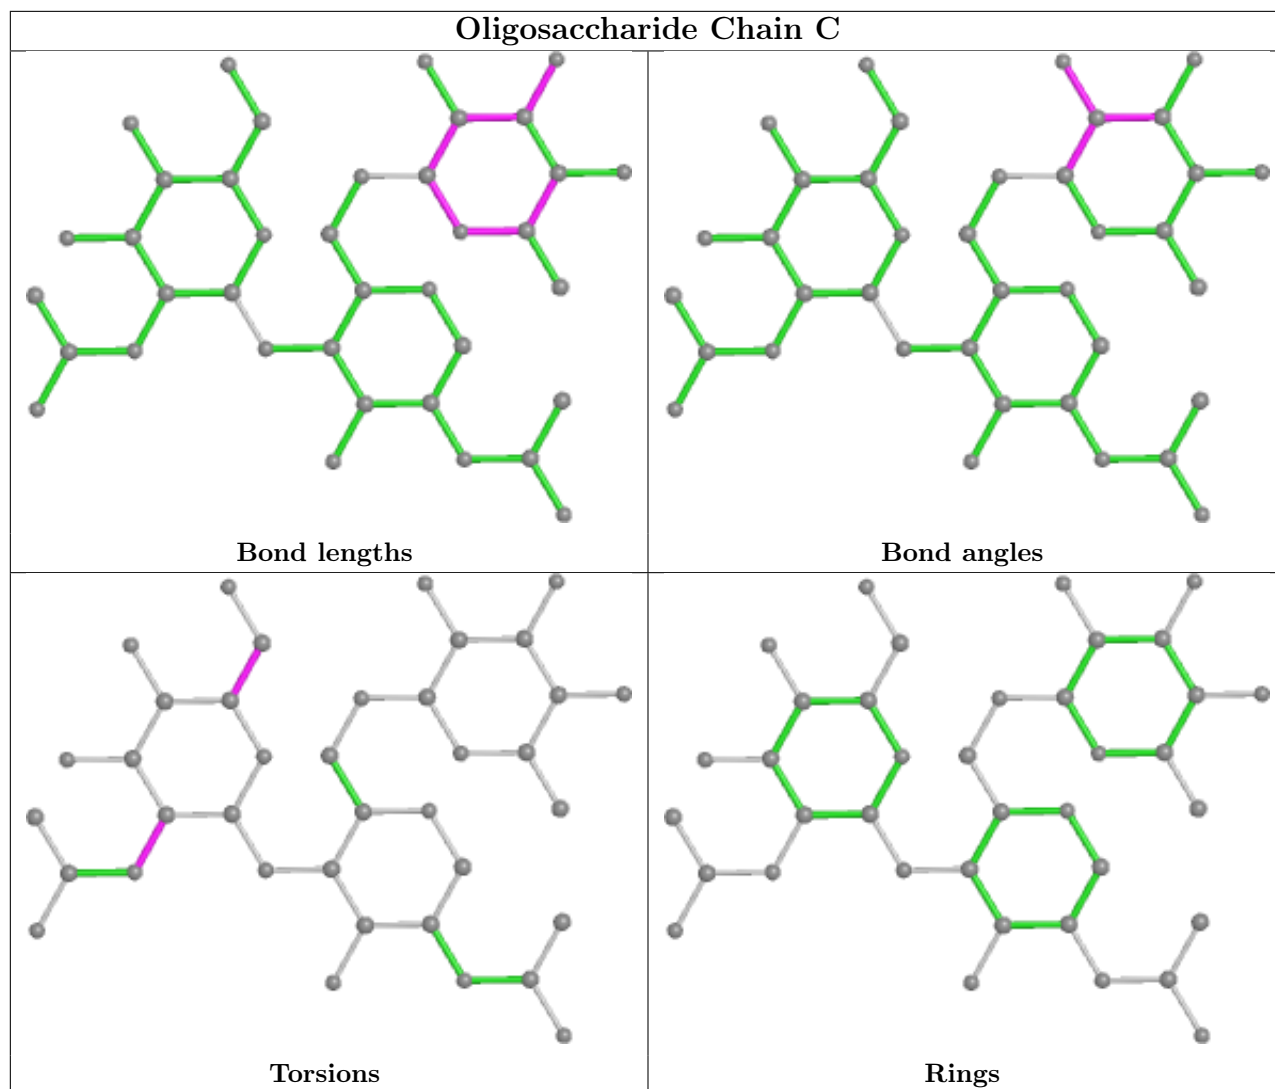 Oligosaccharide Chain C
Bond lengths
Bond angles
Torsions
Rings